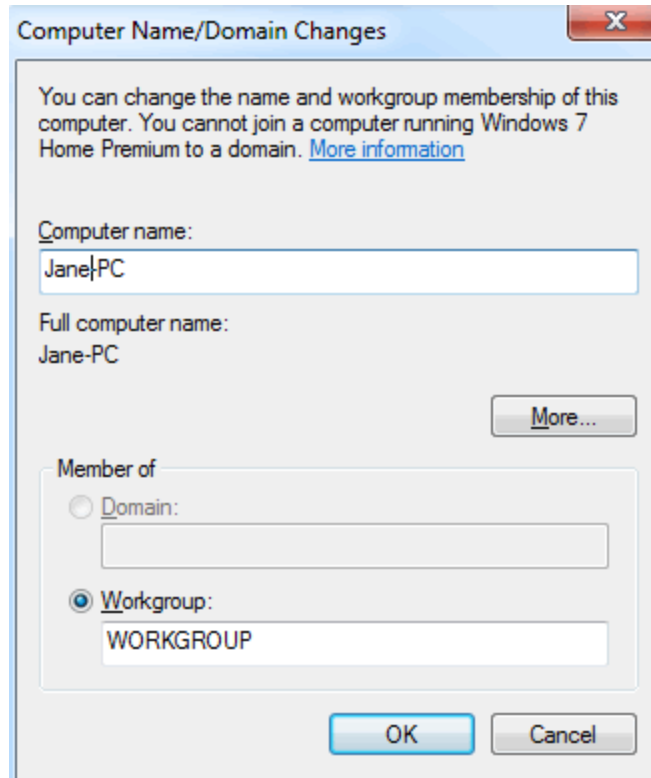 Computer Name/Domain Changes
You can change the name and workgroup membership of this
computer. You cannot join a computer running Windows 7
Home Premium to a domain. More information
Computer name:
Jane-PC
Full computer name:
Jane-PC
More...
Member of
Domain:
Workgroup:
WORKGROUP
OK Cancel